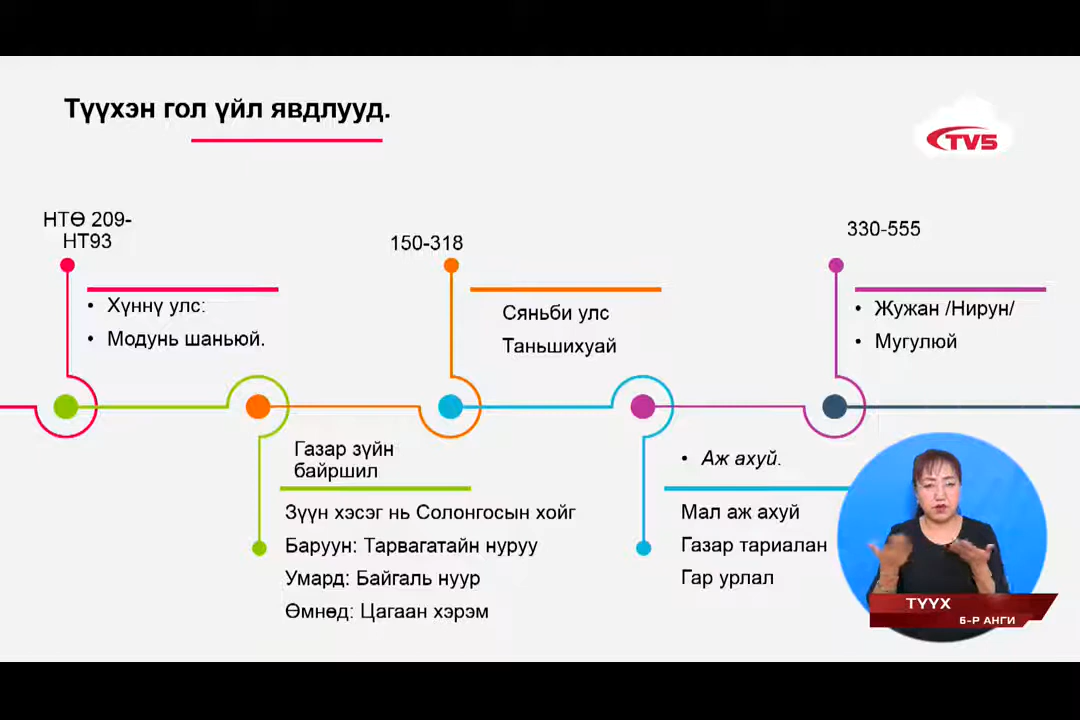 Түүхэн гол үйл явдлууд.
TV5
НТӨ 209-
НТ93
• Хүннү улс:
• Модунь шаньюй.
Газар зүйн
байршил
Зүүн хэсэг нь Солонгосын хойг
Баруун: Тарвагатайн нуруу
Умард: Байгаль нуур
Өмнөд: Цагаан хэрэм
150-318
Сяньби улс
Таньшихуай
• Аж ахуй.
Мал аж ахуй
Газар тариалан
Гар урлал
330-555
• Жужан /Нирун/
• Мугулюй
ТҮҮХ
6-Р АНГИ